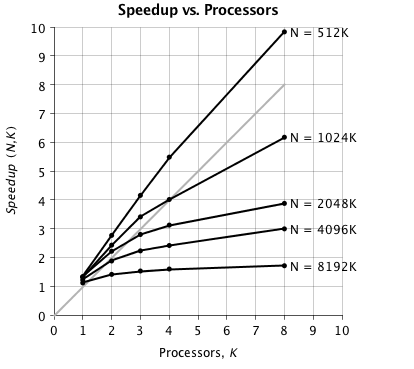 Speedup vs. Processors
10
9
8
7
6
5
4
3
2
1
0
Speedup (N,K)
N = 512K
N = 1024K
N = 2048K
N = 4096K
N = 8192K
0 1 2 3 4 5 6 7 8 9 10
Processors, K